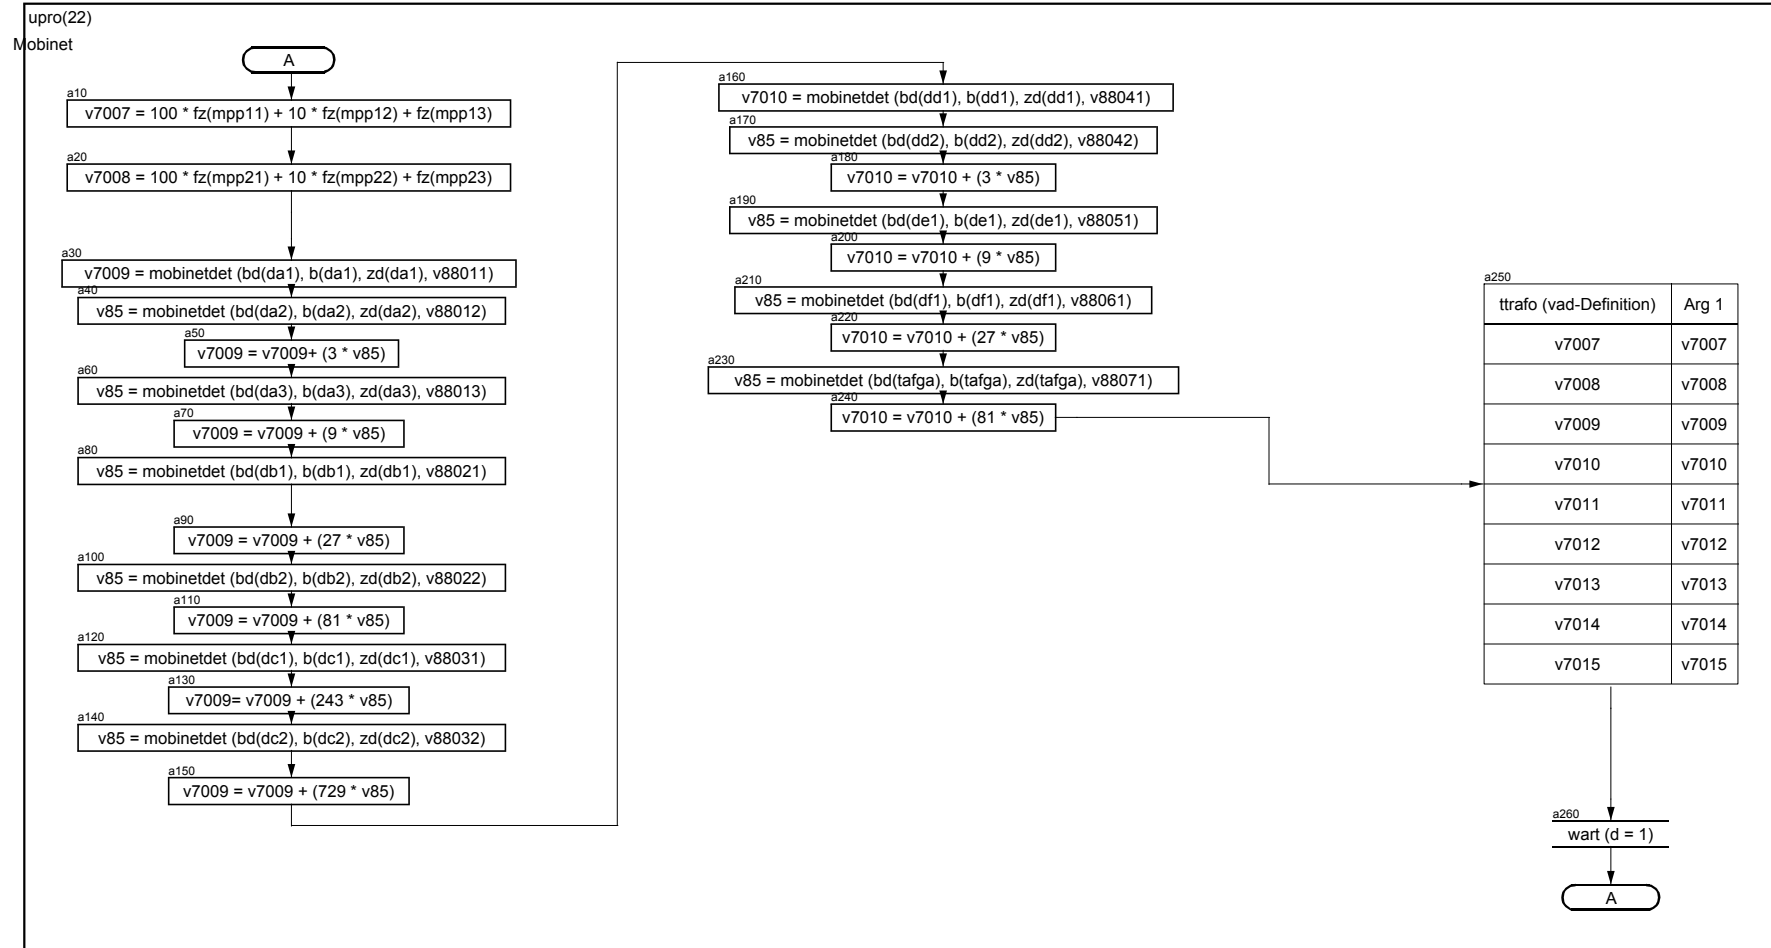 upro(22)
Mobinet
A
a10
v7007 = 100 * fz(mpp11) + 10 * fz(mpp12) + fz(mpp13)
a20
v7008 = 100 * fz(mpp21) + 10 * fz(mpp22) + fz(mpp23)
a30
v7009 = mobinetdet (bd(da1), b(da1), zd(da1), v88011)
a40
v85 = mobinetdet (bd(da2), b(da2), zd(da2), v88012)
a50
v7009 = v7009+ (3 * v85)
a60
v85 = mobinetdet (bd(da3), b(da3), zd(da3), v88013)
a70
v7009 = v7009 + (9 * v85)
a80
v85 = mobinetdet (bd(db1), b(db1), zd(db1), v88021)
a90
v7009 = v7009 + (27 * v85)
a100
v85 = mobinetdet (bd(db2), b(db2), zd(db2), v88022)
a110
v7009 = v7009 + (81 * v85)
a120
v85 = mobinetdet (bd(dc1), b(dc1), zd(dc1), v88031)
a130
v7009= v7009 + (243 * v85)
a140
v85 = mobinetdet (bd(dc2), b(dc2), zd(dc2), v88032)
a150
v7009 = v7009 + (729 * v85)
a160
v7010 = mobinetdet (bd(dd1), b(dd1), zd(dd1), v88041)
a170
v85 = mobinetdet (bd(dd2), b(dd2), zd(dd2), v88042)
a180
v7010 = v7010 + (3 * v85)
a190
v85 = mobinetdet (bd(de1), b(de1), zd(de1), v88051)
a200
v7010 = v7010 + (9 * v85)
a210
v85 = mobinetdet (bd(df1), b(df1), zd(df1), v88061)
a220
v7010 = v7010 + (27 * v85)
a230
v85 = mobinetdet (bd(tafga), b(tafga), zd(tafga), v88071)
a240
v7010 = v7010 + (81 * v85)
a250
ttrafo (vad-Definition) Arg 1
v7007 v7007
v7008 v7008
v7009 v7009
v7010 v7010
v7011 v7011
v7012 v7012
v7013 v7013
v7014 v7014
v7015 v7015
a260
wart (d = 1)
A